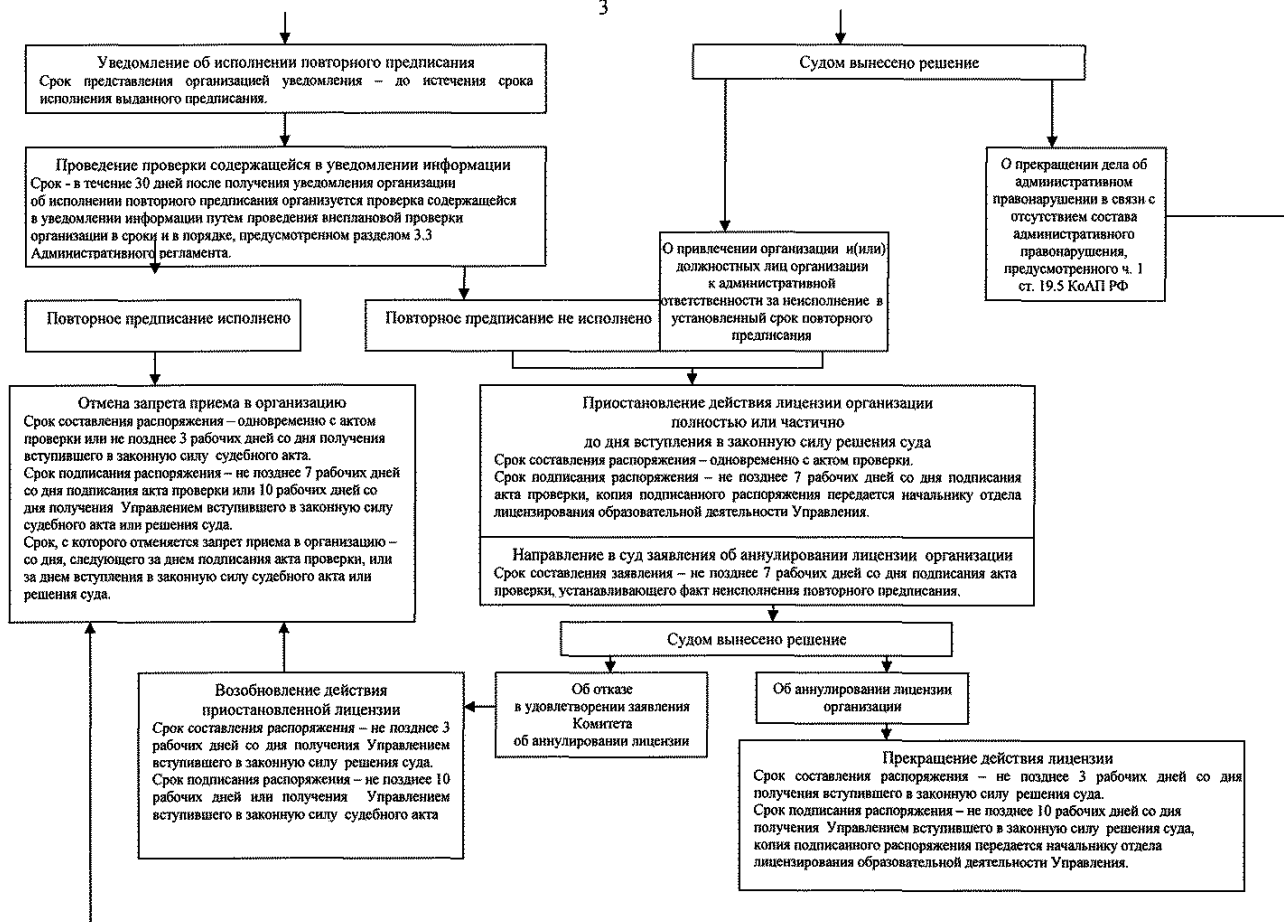 3
Уведомление об исполнении повторного предписания
Срок представления организацией уведомления – до истечения срока
исполнения выданного предписания.
Судом вынесено решение
Проведение проверки содержащейся в уведомлении информации
Срок - в течение 30 дней после получения уведомления организации
об исполнении повторного предписания организуется проверка содержащейся
в уведомлении информации путем проведения внеплановой проверки
организации в сроки и в порядке, предусмотренном разделом 3.3
Административного регламента.
О прекращении дела об
административном
правонарушении в связи с
отсутствием состава
административного
правонарушения,
предусмотренного ч. 1
ст. 19.5 КоАП РФ
О привлечении организации и(или)
должностных лиц организации
к административной
ответственности за неисполнение в
установленный срок повторного
предписания
Повторное предписание исполнено
Повторное предписание не исполнено
Отмена запрета приема в организацию
Срок составления распоряжения – одновременно с актом
проверки или не позднее 3 рабочих дней со дня получения
вступившего в законную силу судебного акта.
Срок подписания распоряжения – не позднее 7 рабочих дней
со дня подписания акта проверки или 10 рабочих дней со
дня получения Управлением вступившего в законную силу
судебного акта или решения суда.
Срок, с которого отменяется запрет приема в организацию –
со дня, следующего за днем подписания акта проверки, или
за днем вступления в законную силу судебного акта или
решения суда.
Приостановление действия лицензии организации
полностью или частично
до дня вступления в законную силу решения суда
Срок составления распоряжения – одновременно с актом проверки.
Срок подписания распоряжения – не позднее 7 рабочих дней со дня подписания
акта проверки, копия подписанного распоряжения передается начальнику отдела
лицензирования образовательной деятельности Управления.
Направление в суд заявления об аннулировании лицензии организации
Срок составления заявления – не позднее 7 рабочих дней со дня подписания акта
проверки, устанавливающего факт неисполнения повторного предписания.
Судом вынесено решение
Возобновление действия
приостановленной лицензии
Срок составления распоряжения – не позднее 3
рабочих дней со дня получения Управлением
вступившего в законную силу решения суда.
Срок подписания распоряжения – не позднее 10
рабочих дней или получения Управлением
вступившего в законную силу судебного акта
Об отказе
в удовлетворении заявления
Комитета
об аннулировании лицензии
Об аннулировании лицензии
организации
Прекращение действия лицензии
Срок составления распоряжения – не позднее 3 рабочих дней со дня
получения вступившего в законную силу решения суда.
Срок подписания распоряжения – не позднее 10 рабочих дней со дня
получения Управлением вступившего в законную силу решения суда,
копия подписанного распоряжения передается начальнику отдела
лицензирования образовательной деятельности Управления.